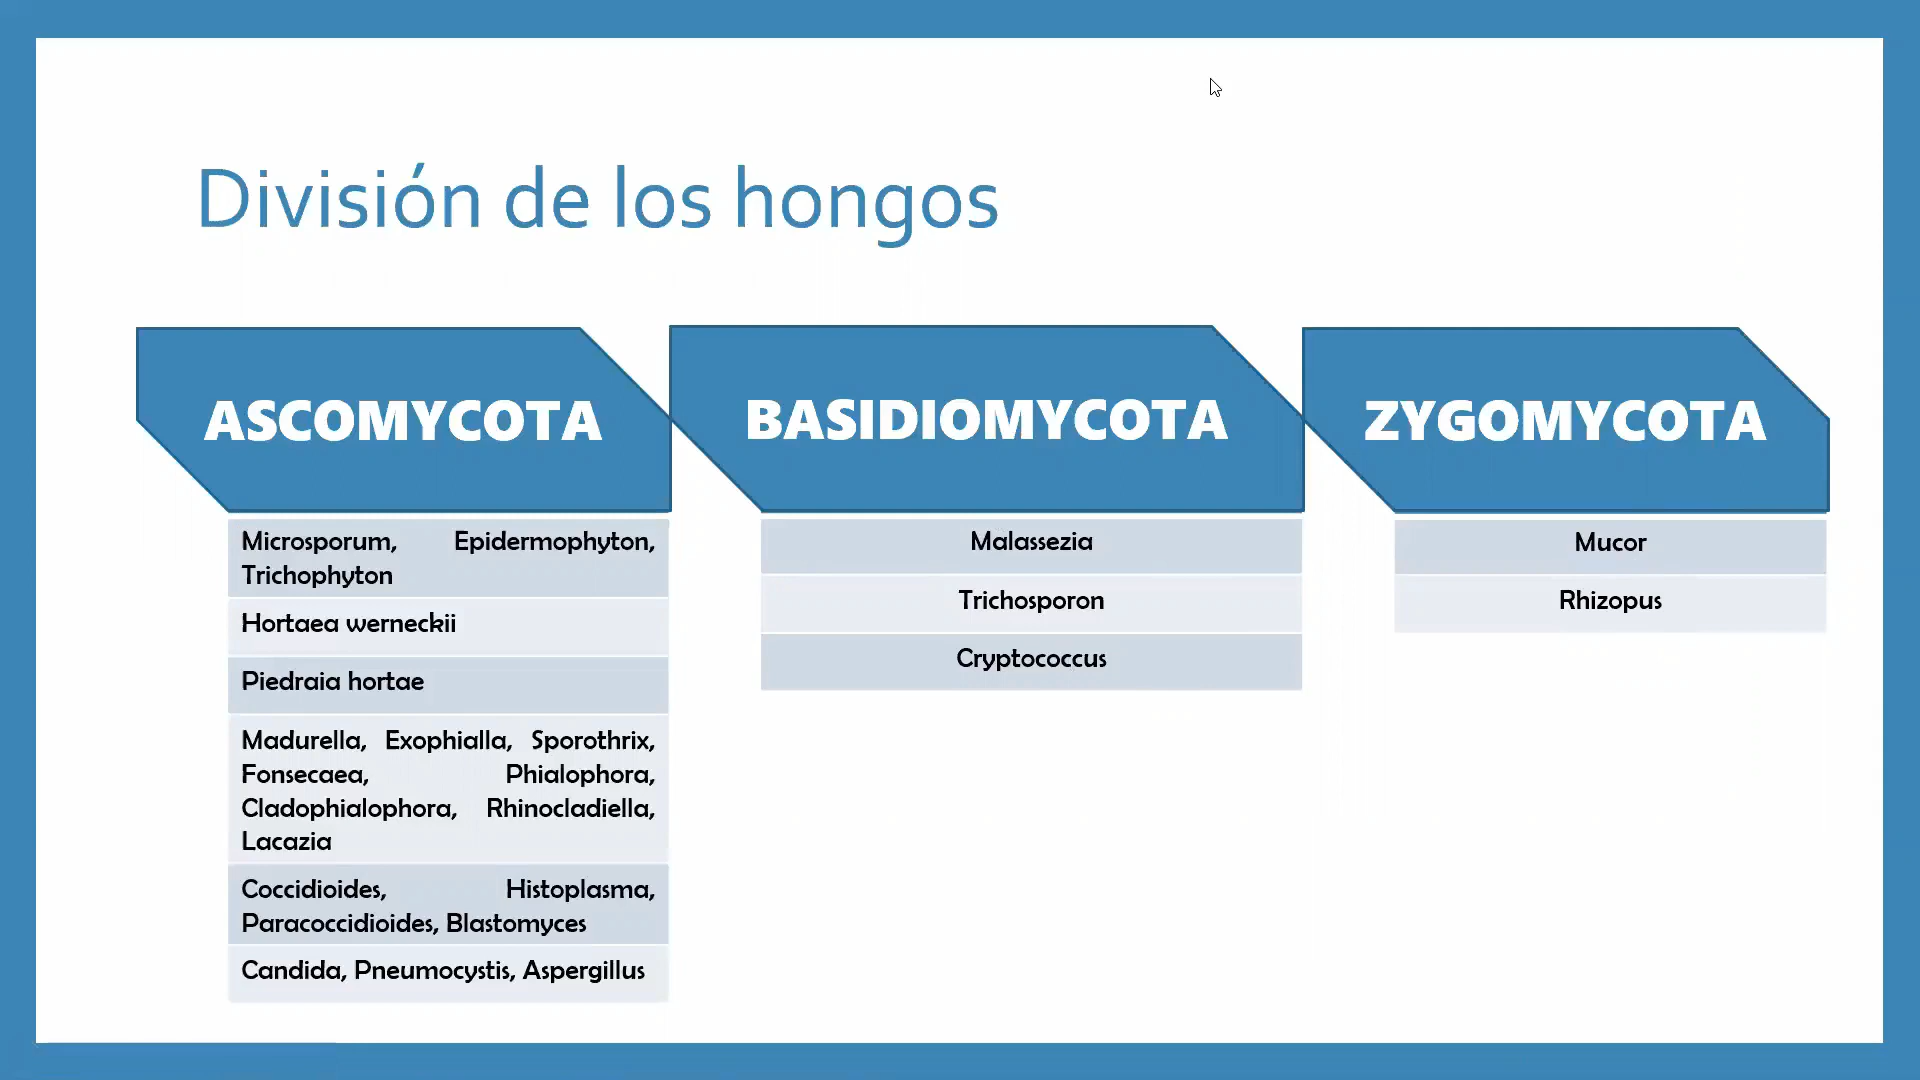 División de los hongos
ASCOMYCOTA
Microsporum, Epidermophyton,
Trichophyton
Hortaea werneckii
Piedraia hortae
Madurella, Exophialla, Sporothrix,
Fonsecaea, Phialophora,
Cladophialophora, Rhinocladiella,
Lacazia
Coccidioides, Histoplasma,
Paracoccidioides, Blastomyces
Candida, Pneumocystis, Aspergillus
BASIDIOMYCOTA
Malassezia
Trichosporon
Cryptococcus
ZYGOMYCOTA
Mucor
Rhizopus